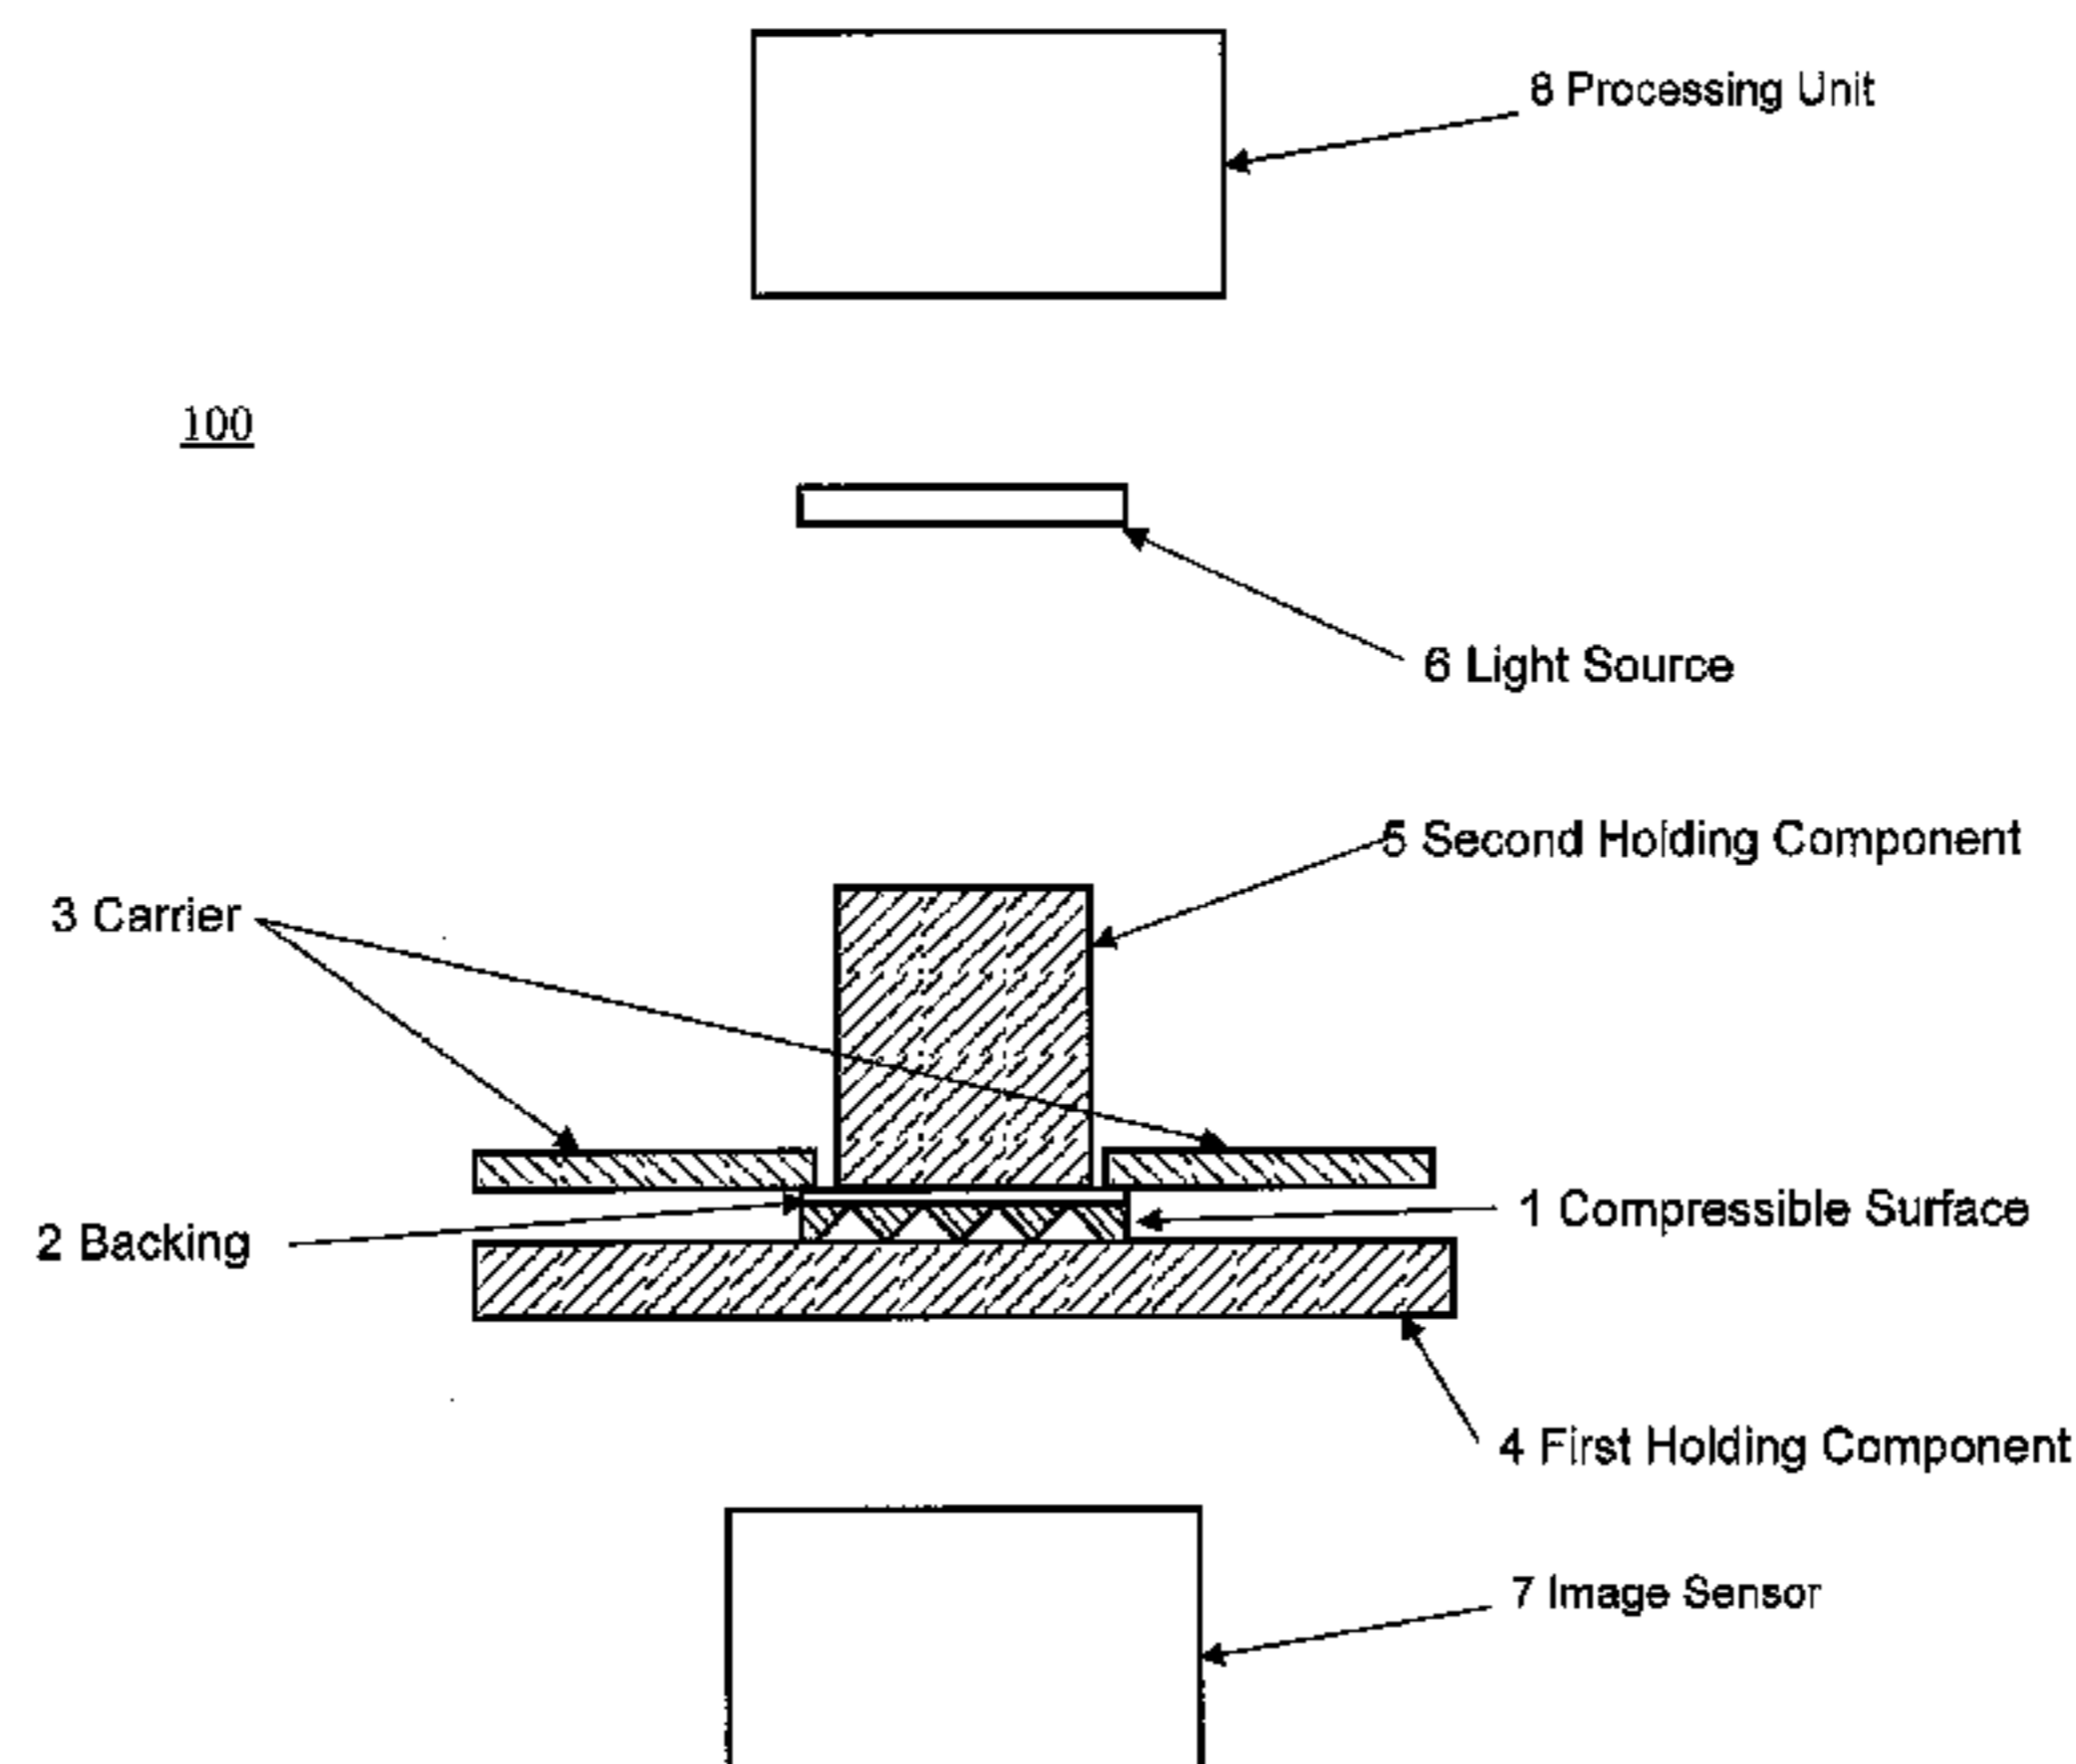 8 Processing Unit
100
6 Light Source
5 Second Holding Component
3 Carrier
1 Compressible Surface
2 Backing
4 First Holding Component
7 Image Sensor